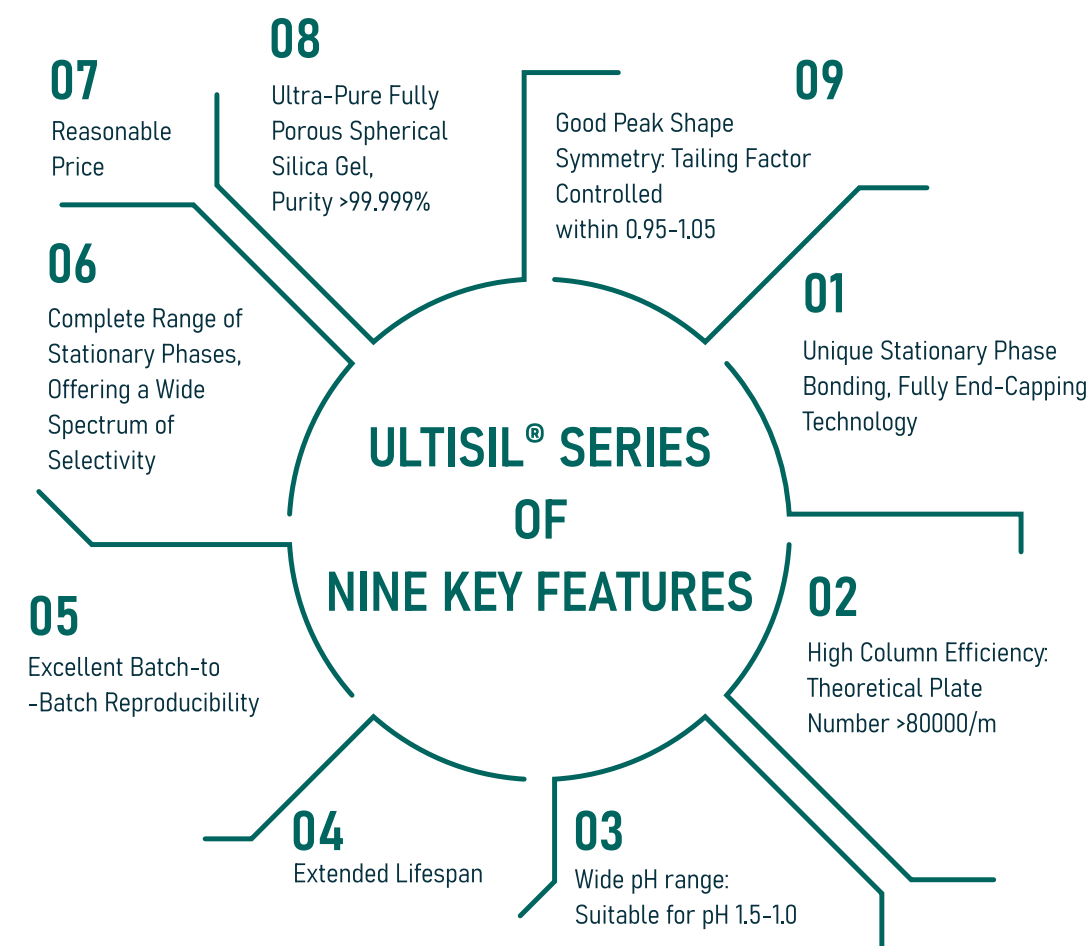 ULTISIL® SERIES
OF
NINE KEY FEATURES
01
Unique Stationary Phase
Bonding, Fully End-Capping
Technology
02
High Column Efficiency:
Theoretical Plate
Number >80000/m
03
Wide pH range:
Suitable for pH 1.5-1.0
04
Extended Lifespan
05
Excellent Batch-to
-Batch Reproducibility
06
Complete Range of
Stationary Phases,
Offering a Wide
Spectrum of
Selectivity
07
Reasonable
Price
08
Ultra-Pure Fully
Porous Spherical
Silica Gel,
Purity >99.999%
09
Good Peak Shape
Symmetry: Tailing Factor
Controlled
within 0.95-1.05